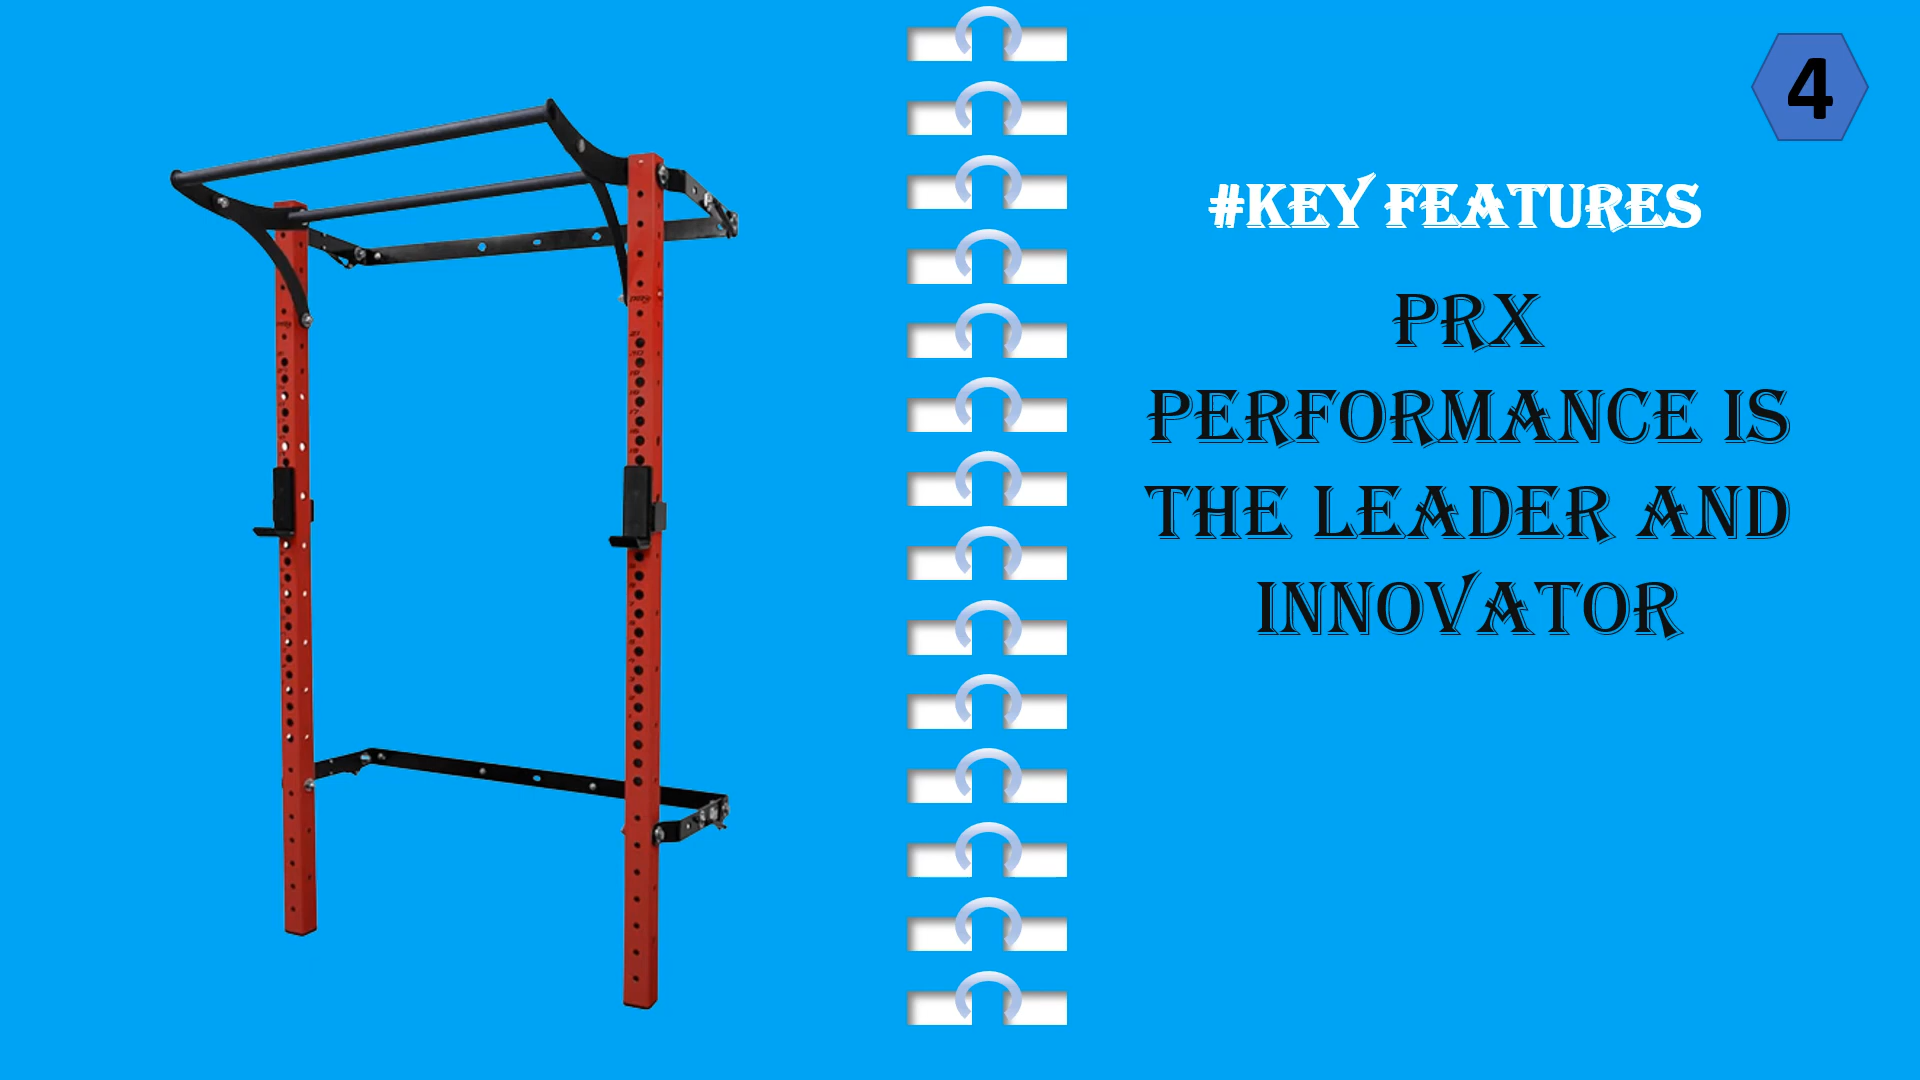 4
#KEY FEATURES
PRX
PERFORMANCE IS
THE LEADER AND
INNOVATOR